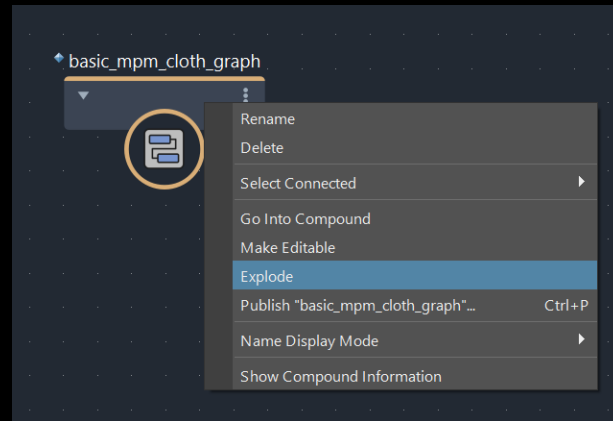 basic_mpm_cloth_graph
Rename
Delete
Select Connected
Go Into Compound
Make Editable
Explode
Publish "basic_mpm_cloth_graph"... Ctrl+P
Name Display Mode
Show Compound Information